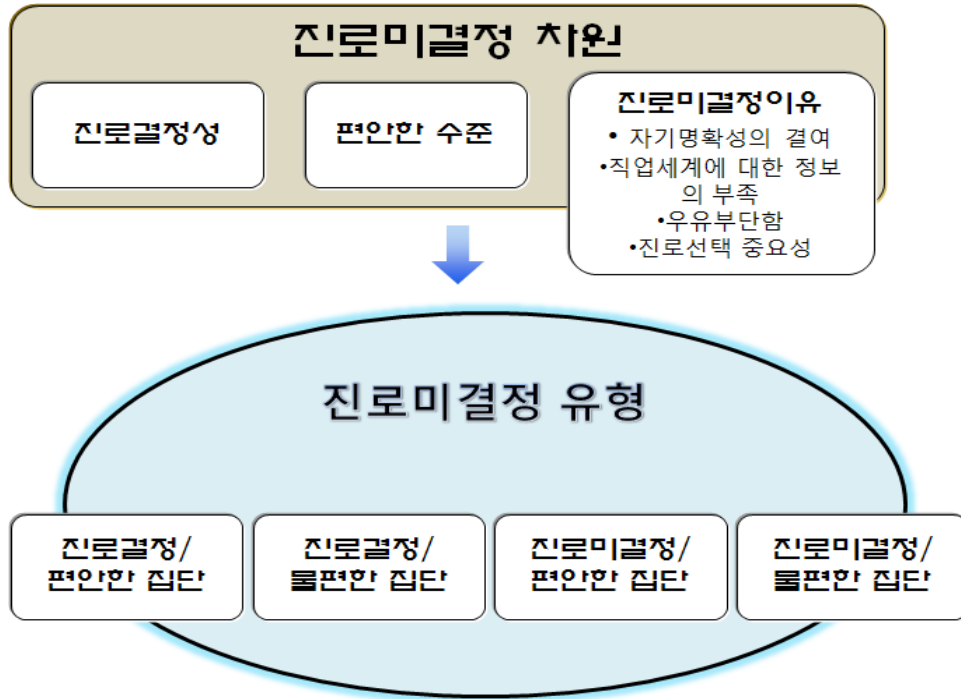 진로미결정 차원
진로결정성
편안한 수준
진로미결정이유
• 자기명확성의 결여
•직업세계에 대한 정보
의 부족
•우유부단함
•진로선택 중요성
진로미결정 유형
진로결정/
편안한 집단
진로결정/
불편한 집단
진로미결정/
편안한 집단
진로미결정/
불편한 집단